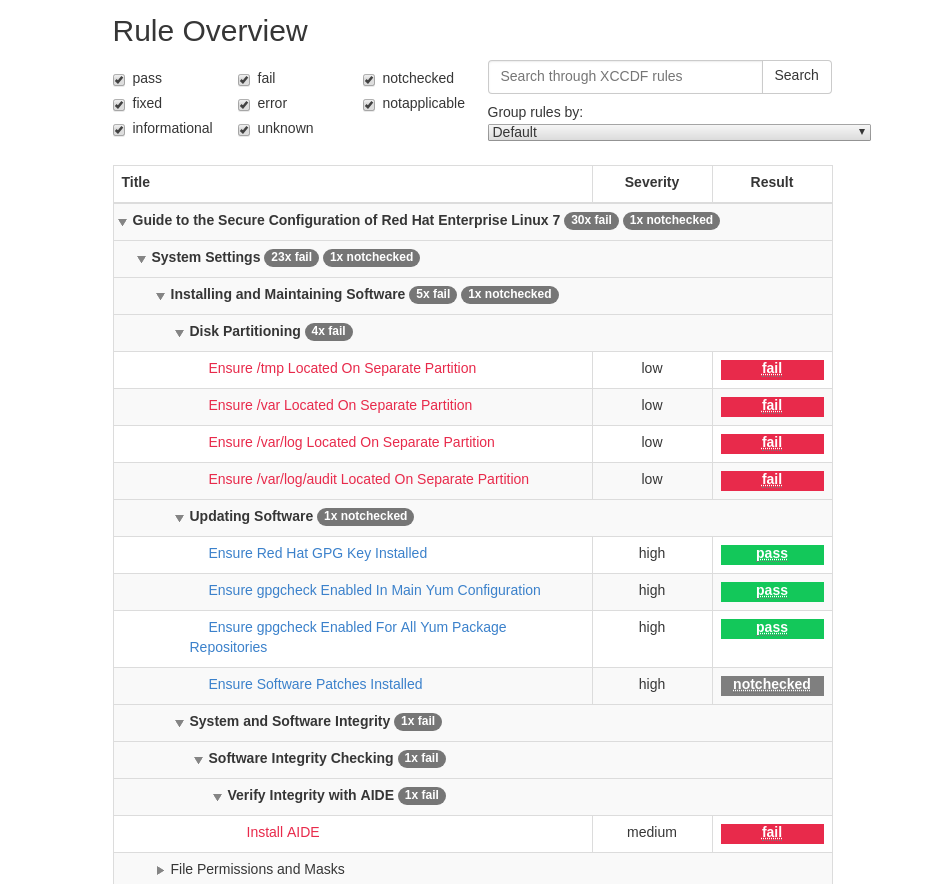 Rule Overview
pass fail notchecked
fixed error notapplicable
informational unknown
Search through XCCDF rules Search
Group rules by:
Default
Title Severity Result
Guide to the Secure Configuration of Red Hat Enterprise Linux 7 30x fail 1x notchecked
System Settings 23x fail 1x notchecked
Installing and Maintaining Software 5x fail 1x notchecked
Disk Partitioning 4x fail
Ensure /tmp Located On Separate Partition low fail
Ensure /var Located On Separate Partition low fail
Ensure /var/log Located On Separate Partition low fail
Ensure /var/log/audit Located On Separate Partition low fail
Updating Software 1x notchecked
Ensure Red Hat GPG Key Installed high pass
Ensure gpgcheck Enabled In Main Yum Configuration high pass
Ensure gpgcheck Enabled For All Yum Package high pass
Repositories
Ensure Software Patches Installed high notchecked
System and Software Integrity 1x fail
Software Integrity Checking 1x fail
Verify Integrity with AIDE 1x fail
Install AIDE medium fail
File Permissions and Masks